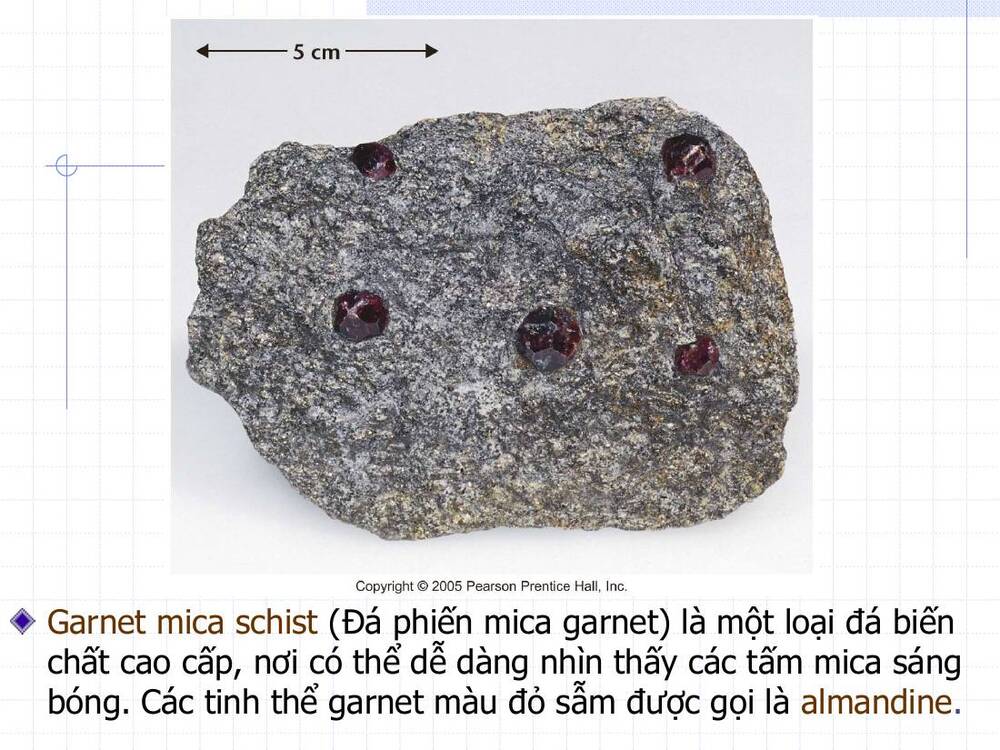 5 cm
Copyright © 2005 Pearson Prentice Hall, Inc.
Garnet mica schist (Đá phiến mica garnet) là một loại đá biến
chất cao cấp, nơi có thể dễ dàng nhìn thấy các tấm mica sáng
bóng. Các tinh thể garnet màu đỏ sẫm được gọi là almandine.